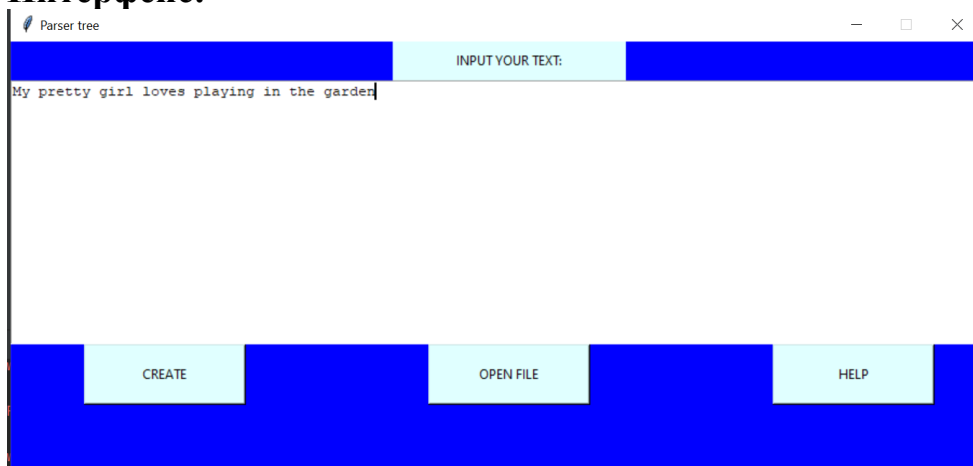 Parser tree
INPUT YOUR TEXT:
My pretty girl loves playing in the garden
CREATE
OPEN FILE
HELP